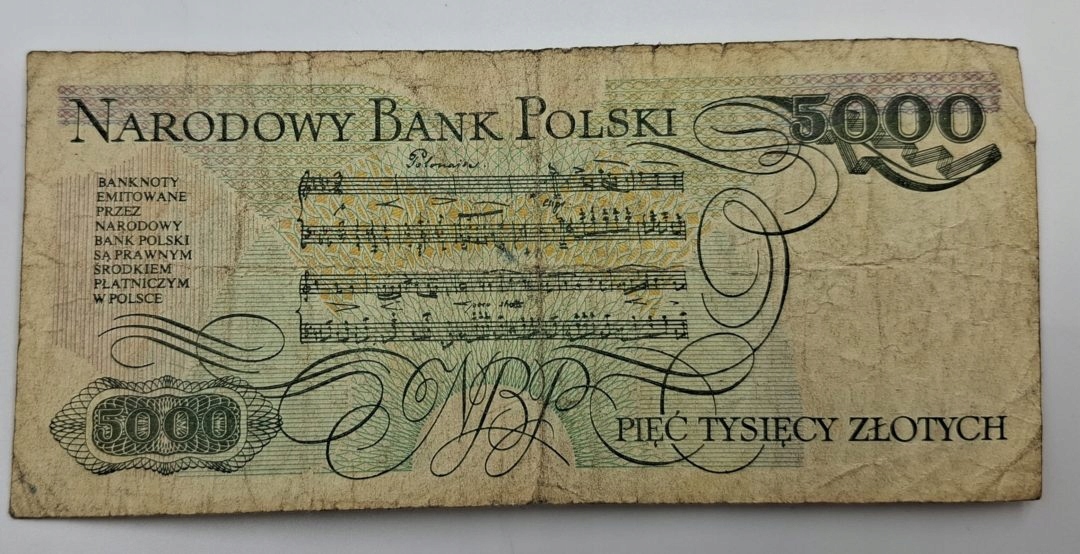 NARODOWY BANK POLSKI
5000
Polonaise
BANKNOTY
EMITOWANE
PRZEZ
NARODOWY
BANK POLSKI
SĄ PRAWNYM
ŚRODKIEM
PŁATNICZYM
W POLSCE
NBP
5000
PIĘĆ TYSIĘCY ZŁOTYCH